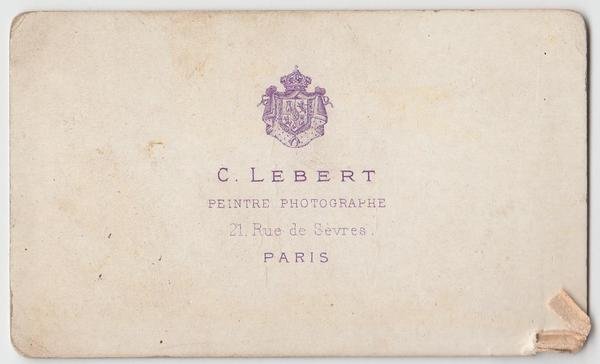 C. LEBERT
PEINTRE PHOTOGRAPHE
21. Rue de Sèvres.
PARIS